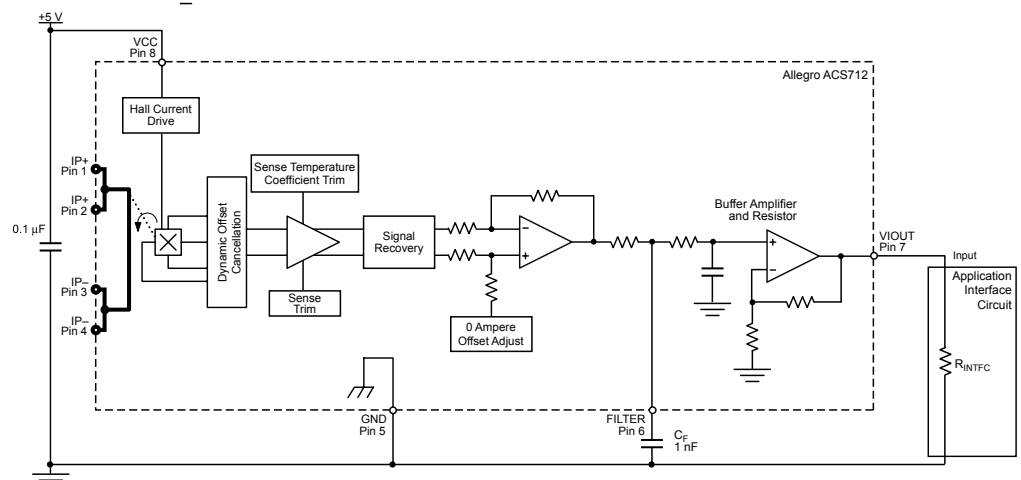 +5 V
VCC
Pin 8
Allegro ACS712
Hall Current
Drive
IP+
Pin 1
IP+
Pin 2
0.1 µF
IP–
Pin 3
IP–
Pin 4
Dynamic Offset
Cancellation
Sense Temperature
Coefficient Trim
Sense
Trim
Signal
Recovery
0 Ampere
Offset Adjust
Buffer Amplifier
and Resistor
VIOUT
Pin 7
Input
Application
Interface
Circuit
RINTFC
GND
Pin 5
FILTER
Pin 6
CF
1 nF